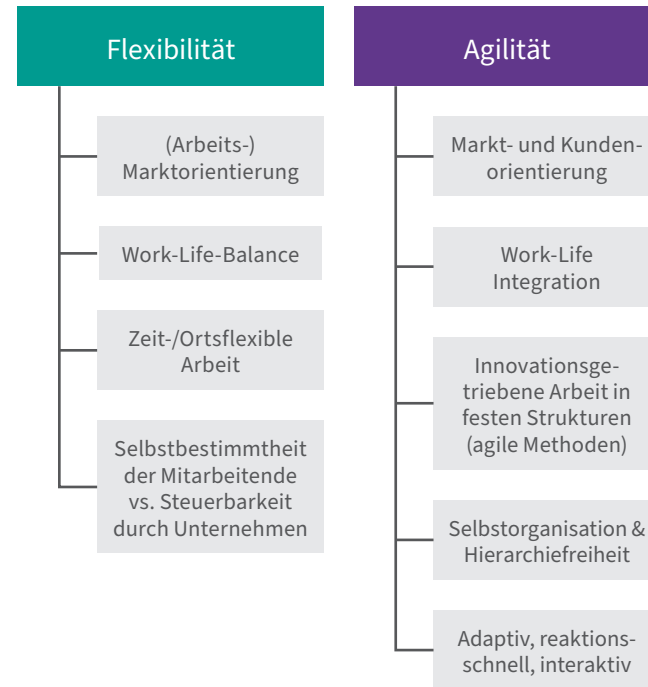 Flexibilität
(Arbeits-)
Marktorientierung
Work-Life-Balance
Zeit-/Ortsflexible
Arbeit
Selbstbestimmtheit
der Mitarbeitende
vs. Steuerbarkeit
durch Unternehmen
Agilität
Markt- und Kunden-
orientierung
Work-Life
Integration
Innovationsge-
triebene Arbeit in
festen Strukturen
(agile Methoden)
Selbstorganisation &
Hierarchiefreiheit
Adaptiv, reaktions-
schnell, interaktiv